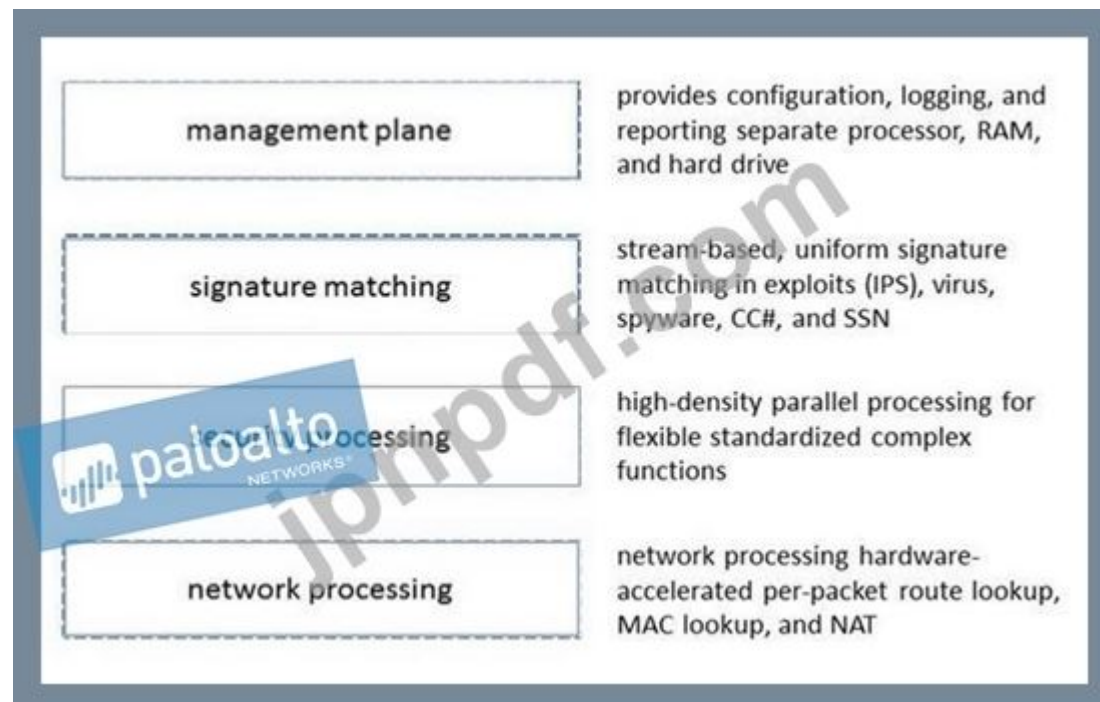 management plane
provides configuration, logging, and
reporting separate processor, RAM,
and hard drive
signature matching
stream-based, uniform signature
matching in exploits (IPS), virus,
spyware, CC#, and SSN
security processing
high-density parallel processing for
flexible standardized complex
functions
network processing
network processing hardware-
accelerated per-packet route lookup,
MAC lookup, and NAT
paloalto
NETWORKS®
jpnpdf.com